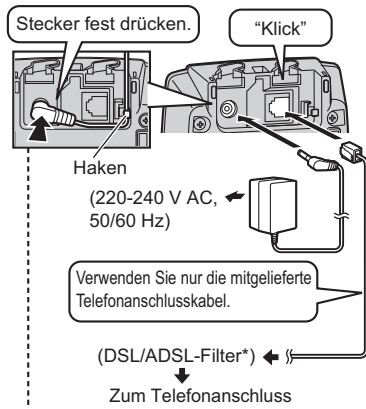 Stecker fest drücken.
“Klick”
Haken
(220-240 V AC,
50/60 Hz)
Verwenden Sie nur die mitgelieferte
Telefonanschlusskabel.
(DSL/ADSL-Filter*)
Zum Telefonanschluss